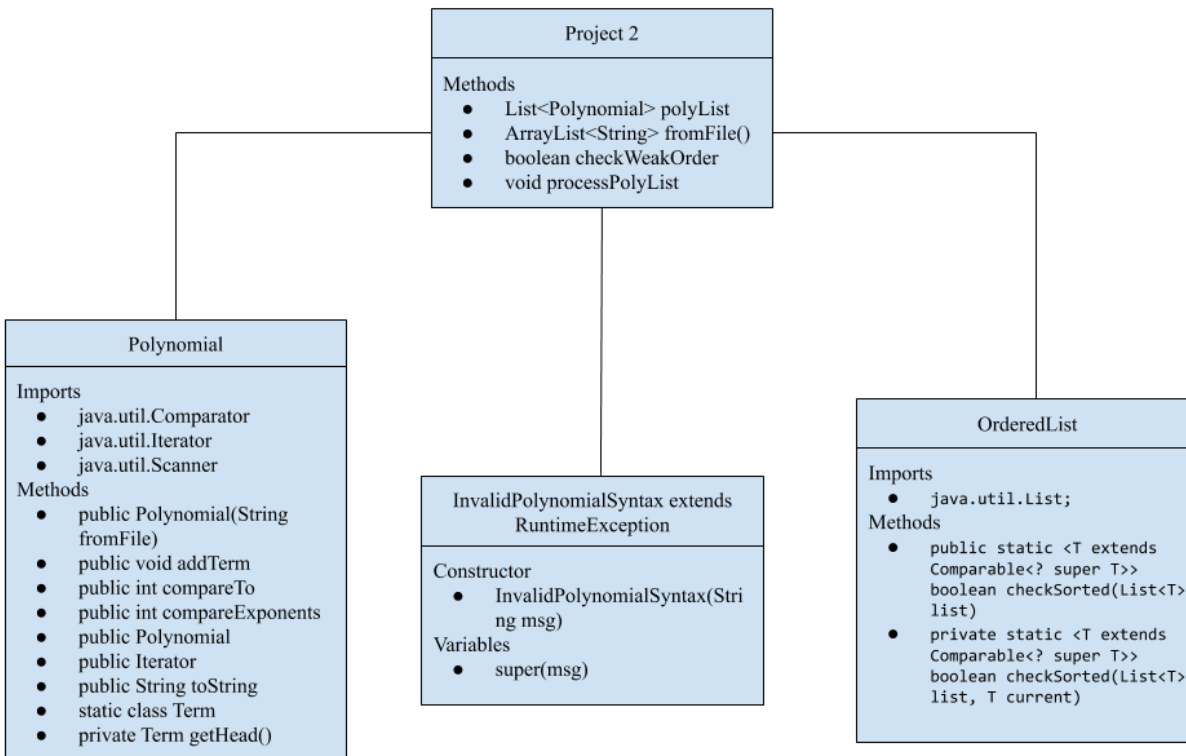 Project 2
Methods
● List<Polynomial> polyList
● ArrayList<String> fromFile()
● boolean checkWeakOrder
● void processPolyList
Polynomial
Imports
● java.util.Comparator
● java.util.Iterator
● java.util.Scanner
Methods
● public Polynomial(String
fromFile)
● public void addTerm
● public int compareTo
● public int compareExponents
● public Polynomial
● public Iterator
● public String toString
● static class Term
● private Term getHead()
InvalidPolynomialSyntax extends
RuntimeException
Constructor
● InvalidPolynomialSyntax(Stri
ng msg)
Variables
● super(msg)
OrderedList
Imports
● java.util.List;
Methods
● public static <T extends
Comparable<? super T>>
boolean checkSorted(List<T>
list)
● private static <T extends
Comparable<? super T>>
boolean checkSorted(List<T>
list, T current)